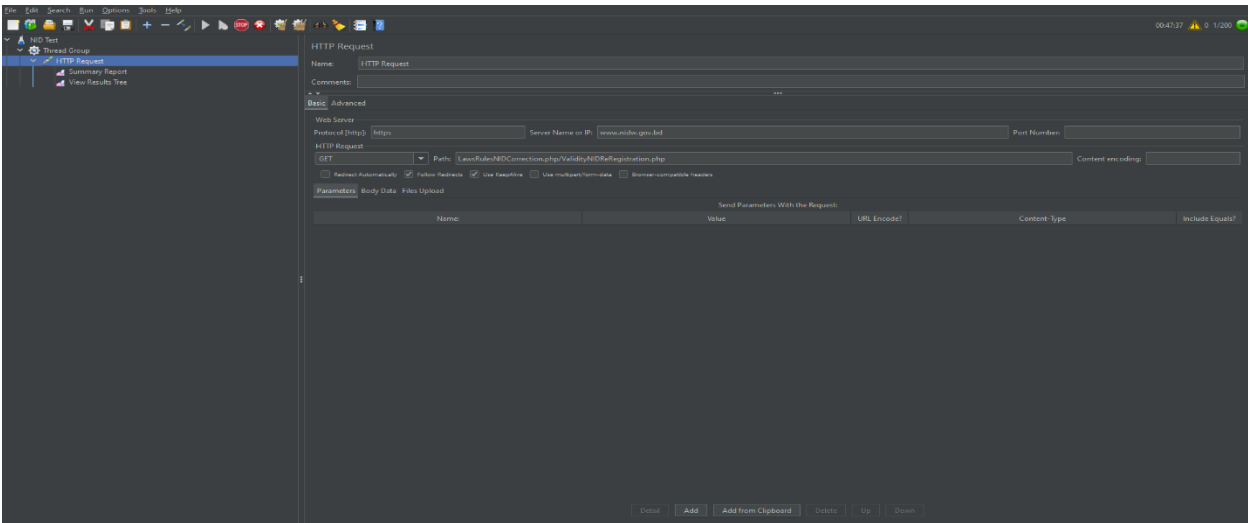 File Edit Search Run Options Tools Help
STOP
00:47:37 0 1/200
NID Test
Thread Group
HTTP Request
Summary Report
View Results Tree
HTTP Request
Name: HTTP Request
Comments:
Basic Advanced
Web Server
Protocol [http]: https Server Name or IP: www.nidw.gov.bd Port Number:
HTTP Request
GET Path: LawsRulesNIDCorrection.php/ValidityNIDReRegistration.php Content encoding:
Redirect Automatically Follow Redirects Use KeepAlive Use multipart/form-data Browser-compatible headers
Parameters Body Data Files Upload
Send Parameters With the Request:
Name: Value URL Encode? Content-Type Include Equals?
Detail Add Add from Clipboard Delete Up Down